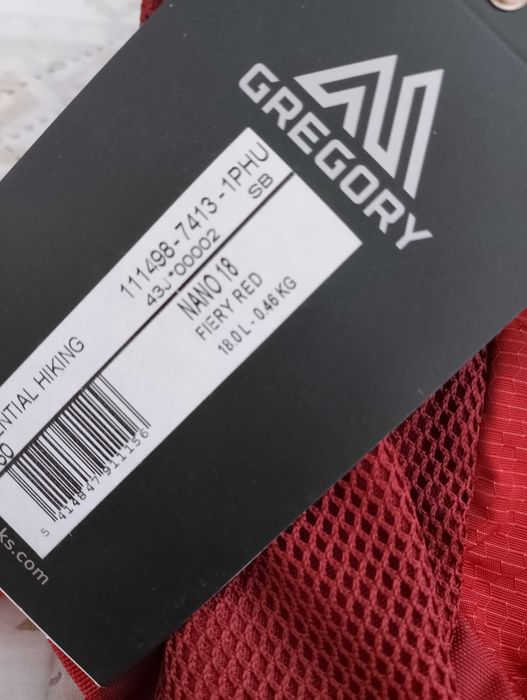 GREGORY
111498-7413-1PHU
43J*00002 SB
NANO 18
FIERY RED
18.0 L - 0.46 KG
ENTIAL HIKING
60
5 414847 911156
ks.com